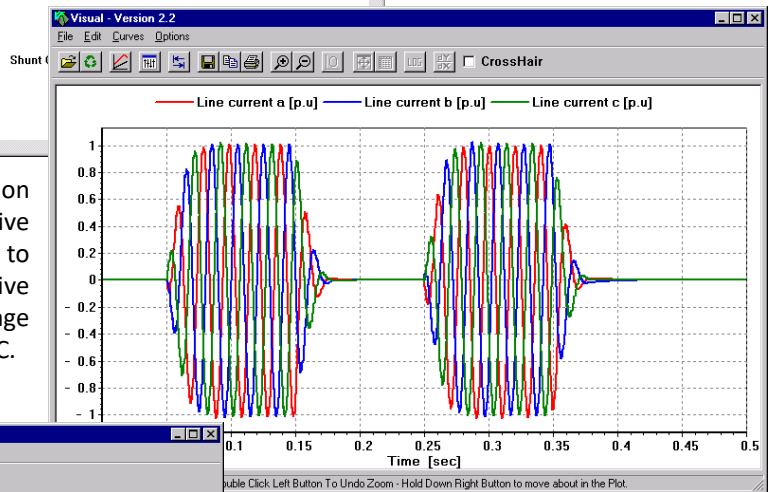 Shunt
on
ive
to
ive
age
C.
Visual - Version 2.2
File Edit Curves Options
LOG
CrossHair
Line current a [p.u] Line current b [p.u] Line current c [p.u]
1
0.8
0.6
0.4
0.2
0
- 0.2
- 0.4
- 0.6
- 0.8
- 1
0.1 0.15 0.2 0.25 0.3 0.35 0.4 0.45 0.5
Time [sec]
uble Click Left Button To Undo Zoom - Hold Down Right Button to move about in the Plot.